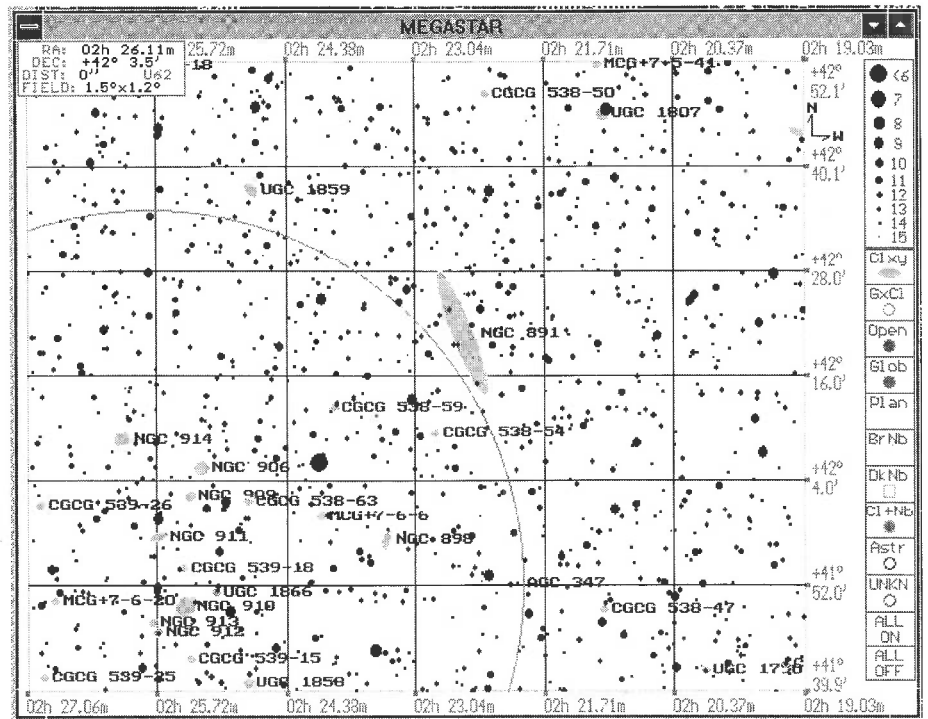 MEGASTAR
RA: 02h 26.11m
DEC: +42° 3.5'
DIST: 0" U62
FIELD: 1.5°x1.2°
25.72m 02h 24.38m 02h 23.04m 02h 21.71m 02h 20.37m 02h 19.03m
-18
MCG+7-5-41
+42°
52.1'
CGCG 538-50
UGC 1807
N
W
+42°
40.1'
UGC 1859
+42°
28.0'
NGC 891
+42°
16.0'
CGCG 538-59
CGCG 538-54
NGC 914
NGC 906
+42°
4.0'
NGC 909
CGCG 538-63
CGCG 539-26
MCG+7-6-6
NGC 911
NGC 898
CGCG 539-18
AGC 347
+41°
52.0'
UGC 1866
MCG+7-6-20
NGC 910
CGCG 538-47
NGC 913
NGC 912
CGCG 539-15
+41°
39.9'
CGCG 539-25
UGC 1858
UGC
02h 27.06m 02h 25.72m 02h 24.38m 02h 23.04m 02h 21.71m 02h 20.37m 02h 19.03m
<6
7
8
9
10
11
12
13
14
15
Glxy
GxCl
Open
Glob
Plan
BrNb
DkNb
Cl+Nb
Astr
UNKN
ALL
ON
ALL
OFF